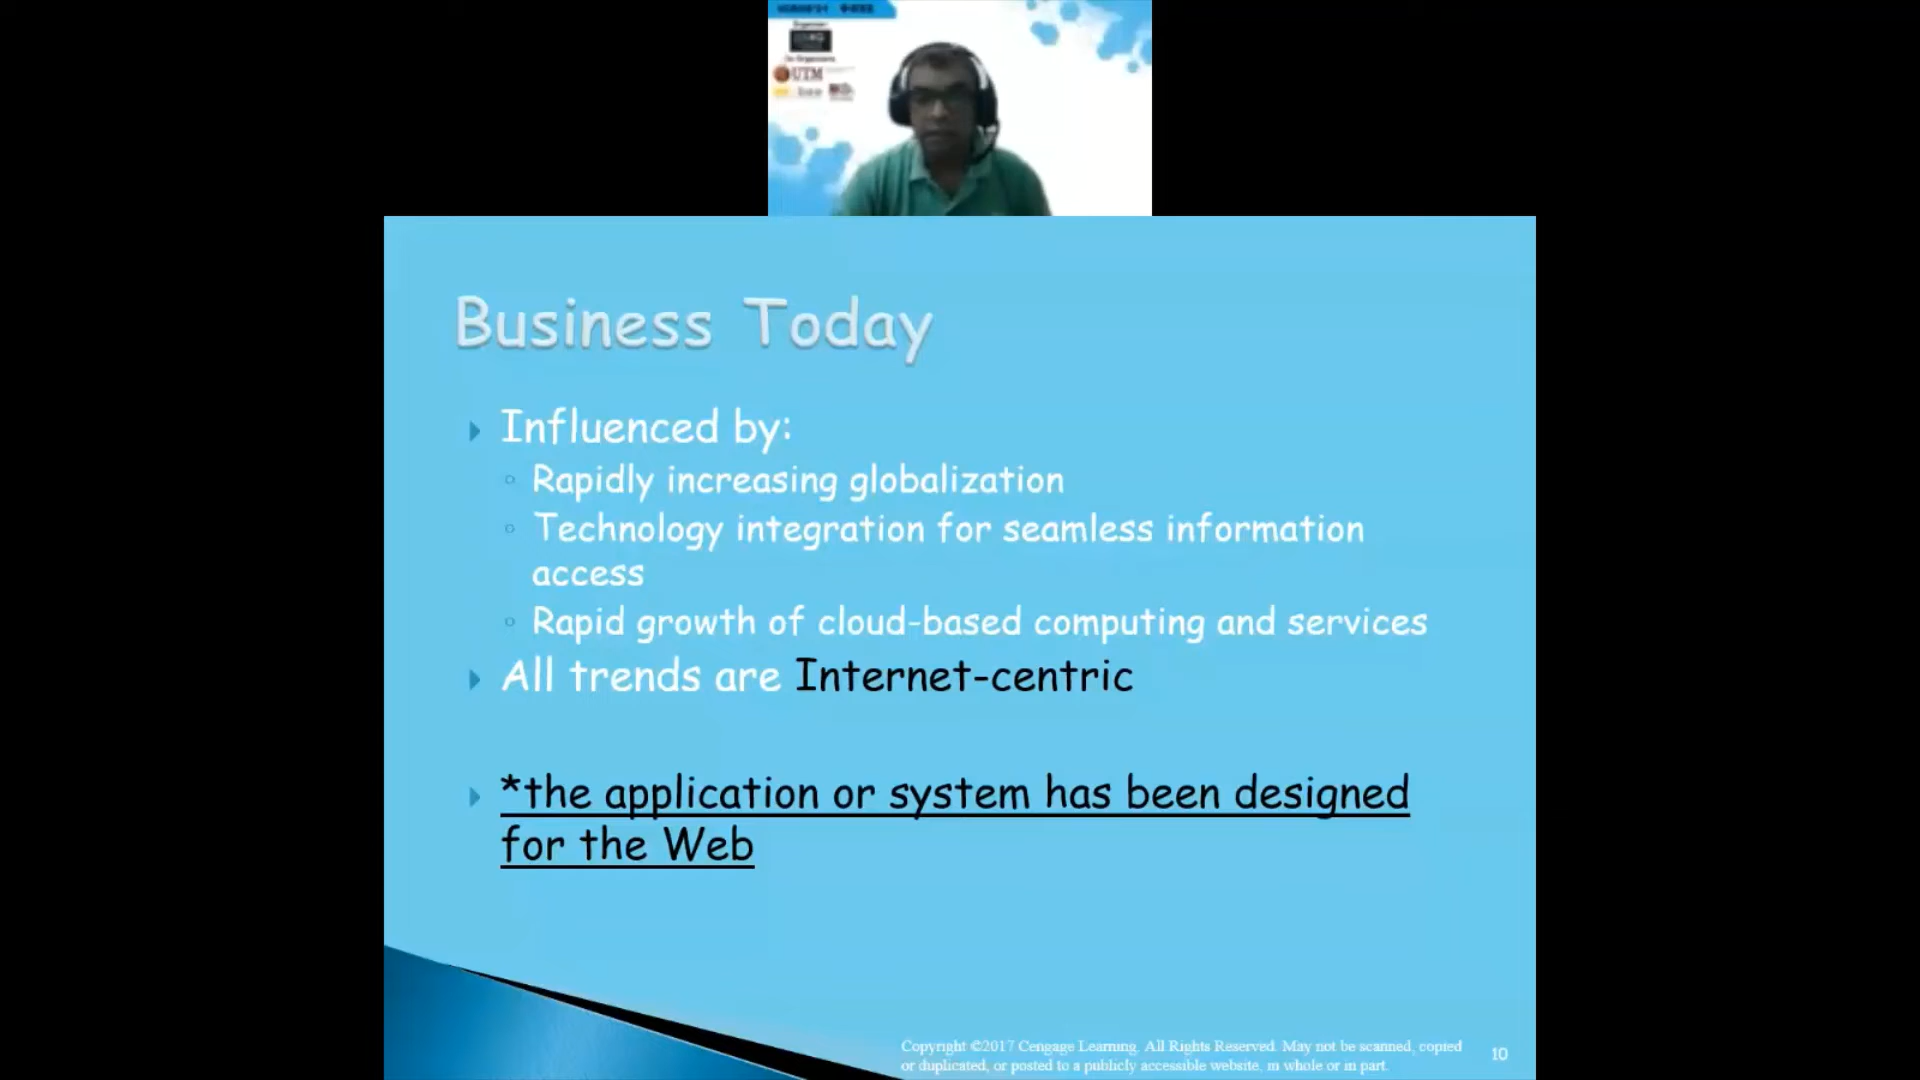 UTM
Business Today
Influenced by:
Rapidly increasing globalization
Technology integration for seamless information
access
Rapid growth of cloud-based computing and services
All trends are Internet-centric
*the application or system has been designed
for the Web
Copyright ©2017 Cengage Learning. All Rights Reserved. May not be scanned, copied
or duplicated, or posted to a publicly accessible website, in whole or in part.
10